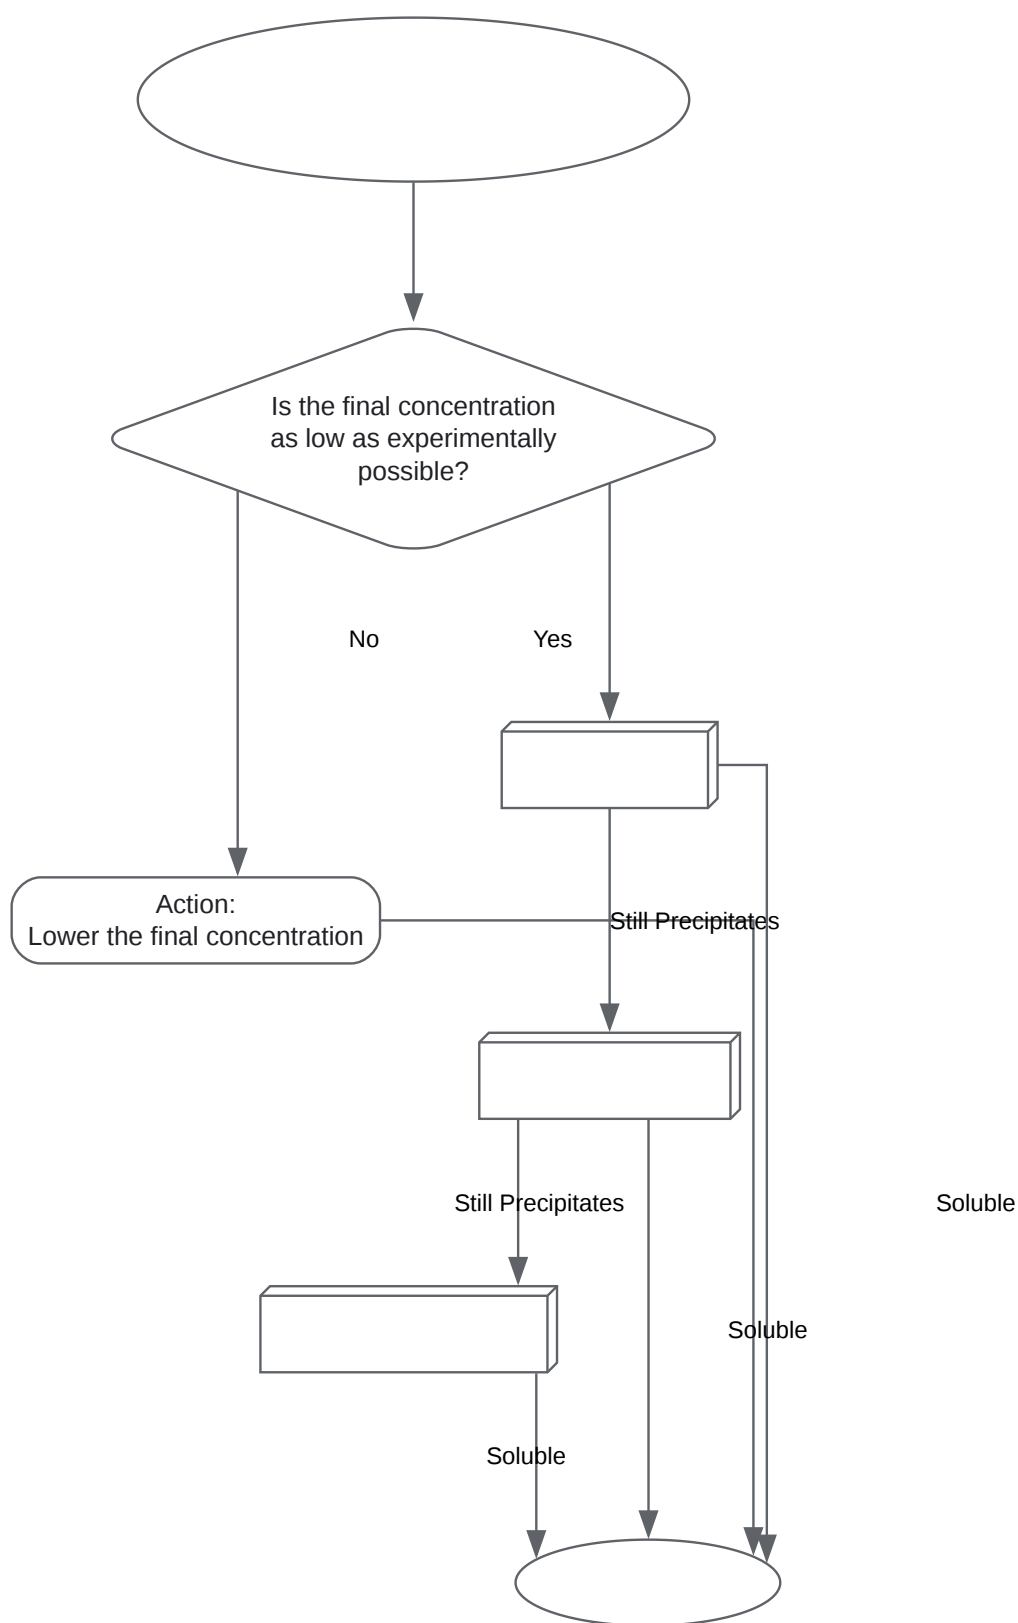 Is the final concentration
as low as experimentally
possible?
No
Yes
Action:
Lower the final concentration
Still Precipitates
Still Precipitates
Soluble
Soluble
Soluble